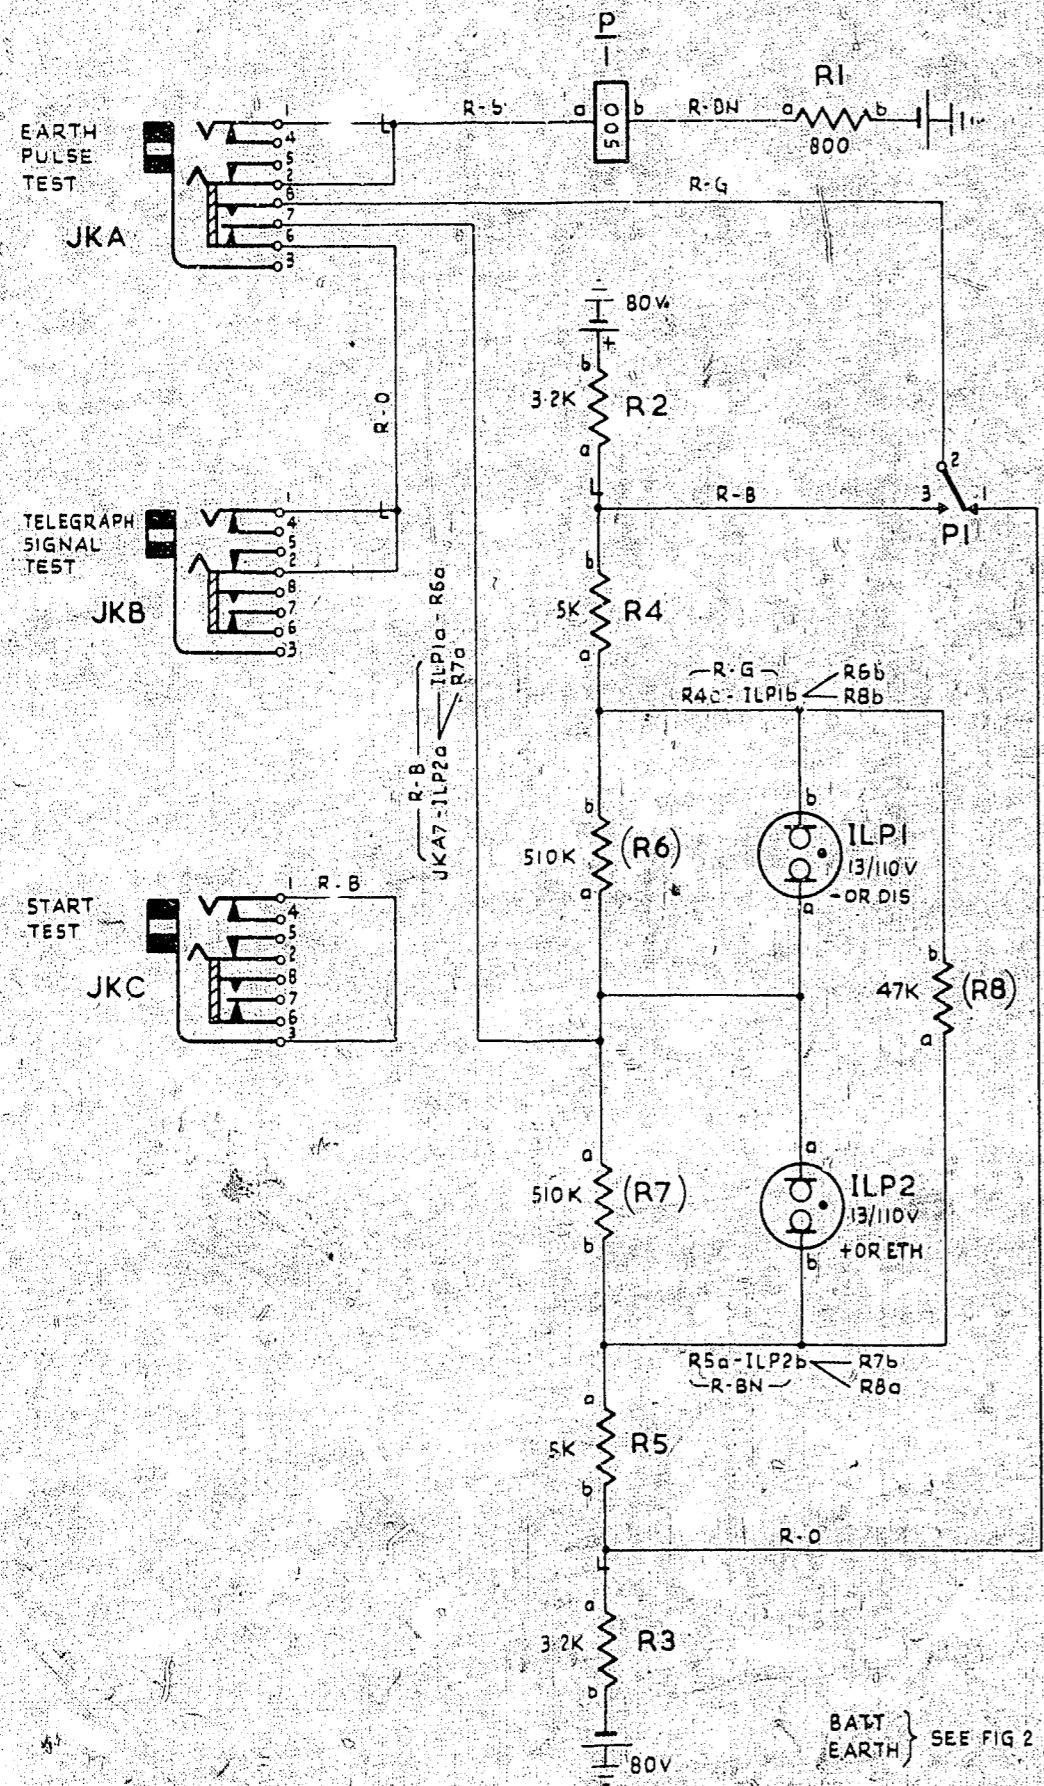 P
1
R1
EARTH
PULSE
TEST
JKA
1
4
5
2
8
7
6
3
L
R-S
a
500
b
R-BN
a
b
800
R-G
80V.
+
b
3·2K
R2
a
L
R-O
R-B
2
3
1
P1
TELEGRAPH
SIGNAL
TEST
JKB
1
4
5
2
8
7
6
3
L
b
5K
R4
a
R-G
R4a - ILP1b
R6b
R8b
R-B
JKA7-ILP2a
ILP1a - R6a
R7a
b
510K
(R6)
a
b
ILP1
13/110V
-OR DIS
a
START
TEST
JKC
1
R-B
4
5
2
8
7
6
3
b
47K
(R8)
a
a
510K
(R7)
b
a
ILP2
13/110V
+OR ETH
b
R5a-ILP2b
R7b
R-BN
R8a
a
5K
R5
b
R-O
L
a
3·2K
R3
b
80V
BATT
EARTH
SEE FIG 2